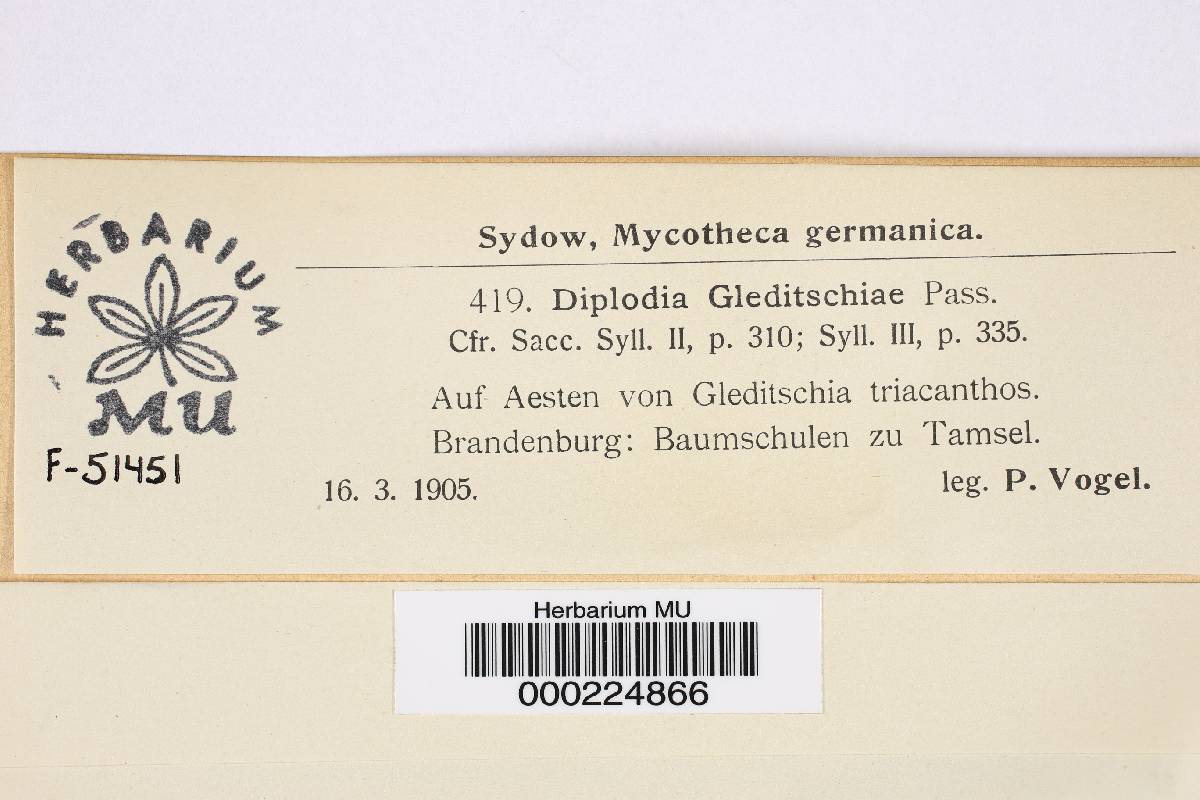 HERBARIUM
MU
F-51451
Sydow, Mycotheca germanica.
419. Diplodia Gleditschiae Pass.
Cfr. Sacc. Syll. II, p. 310; Syll. III, p. 335.
Auf Aesten von Gleditschia triacanthos.
Brandenburg: Baumschulen zu Tamsel.
16. 3. 1905. leg. P. Vogel.
Herbarium MU
000224866